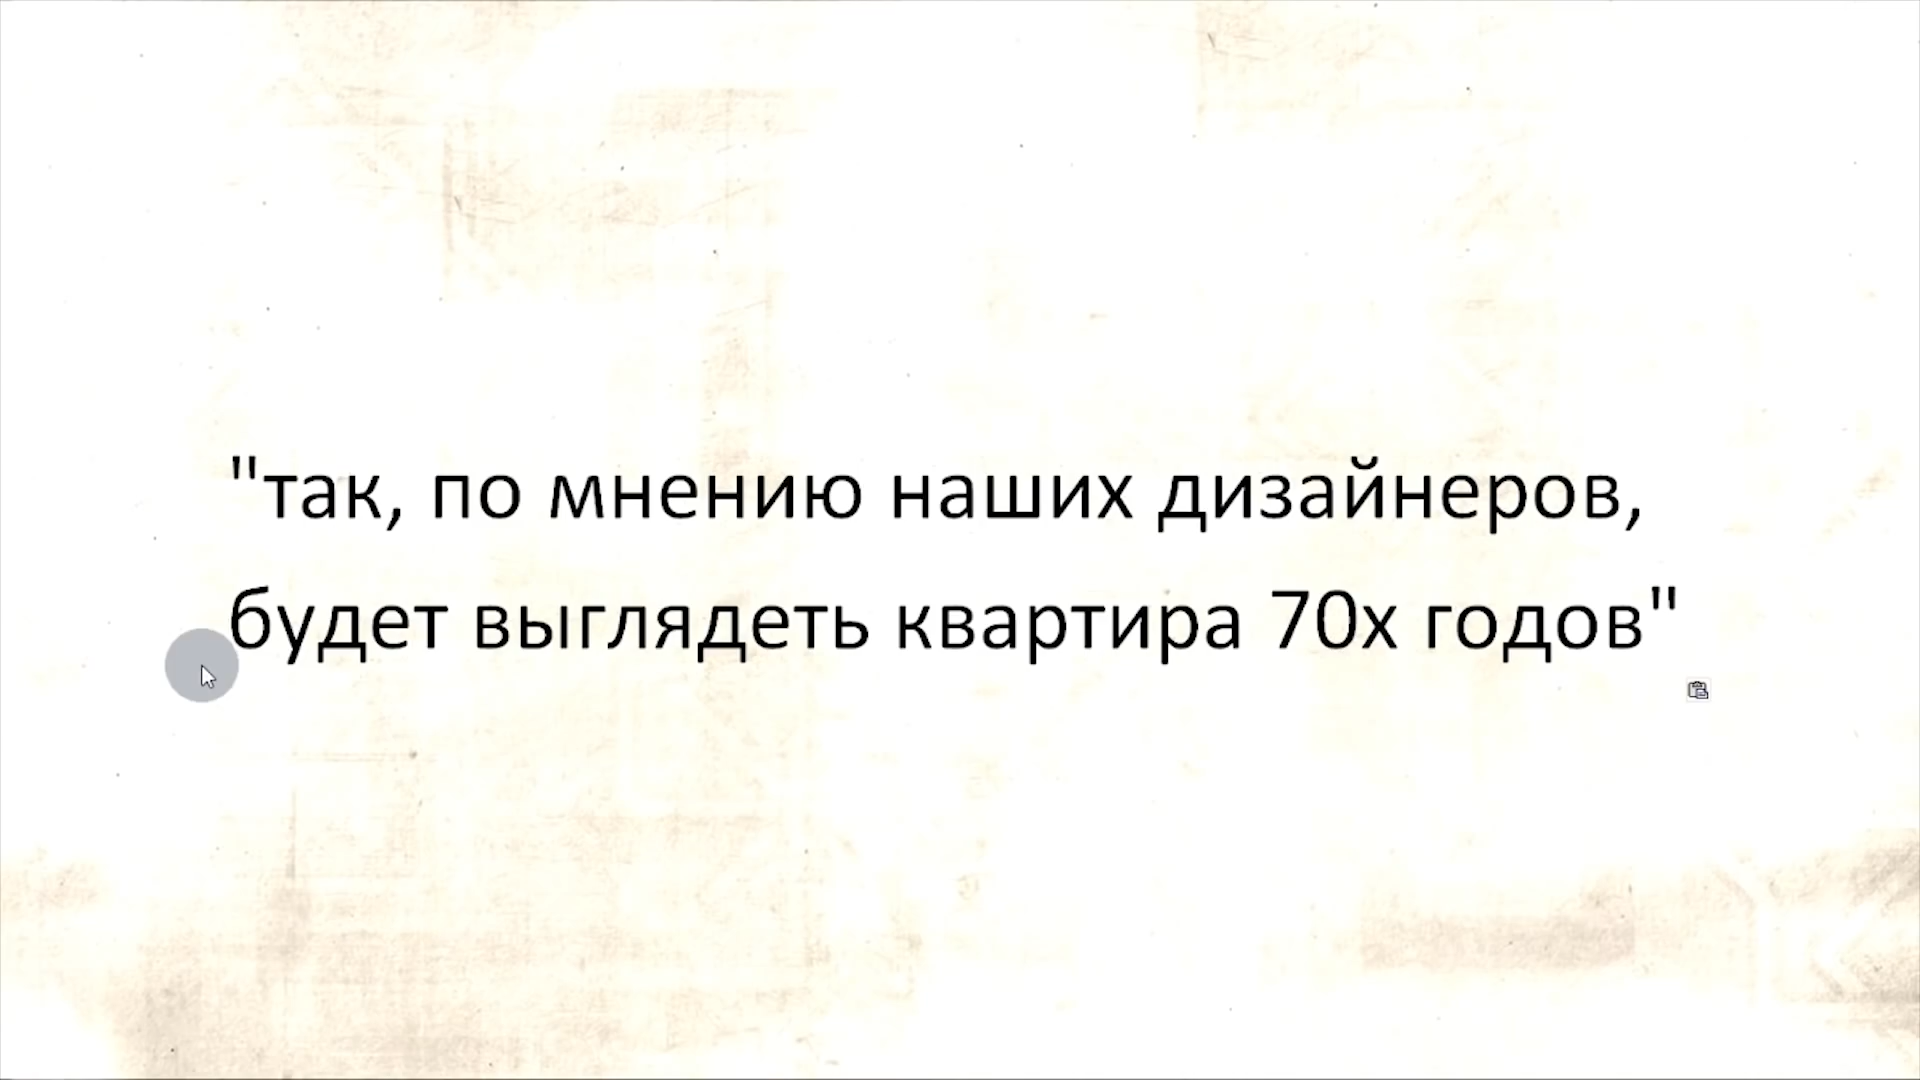 "так, по мнению наших дизайнеров,
будет выглядеть квартира 70х годов"